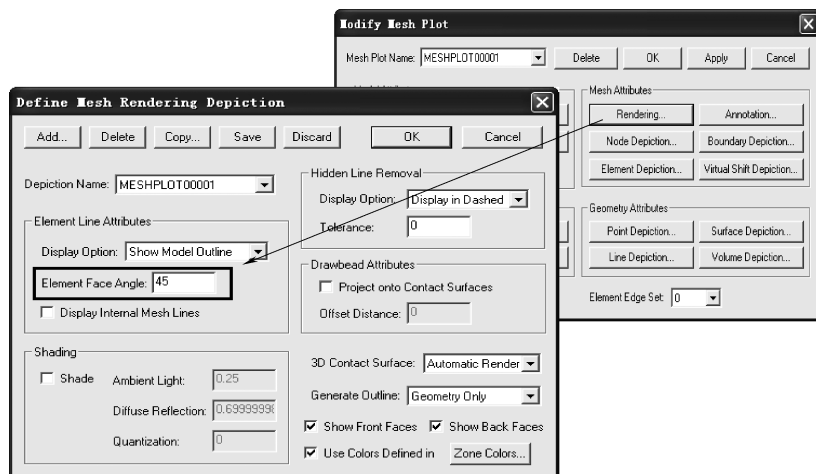 Modify Mesh Plot
Mesh Plot Name: MESHPLOT00001 Delete OK Apply Cancel
Mesh Attributes
Rendering... Annotation...
Node Depiction... Boundary Depiction...
Element Depiction... Virtual Shift Depiction...
Geometry Attributes
Point Depiction... Surface Depiction...
Line Depiction... Volume Depiction...
Element Edge Set: 0
Define Mesh Rendering Depiction
Add... Delete Copy... Save Discard OK Cancel
Depiction Name: MESHPLOT00001
Element Line Attributes
Display Option: Show Model Outline
Element Face Angle: 45
Display Internal Mesh Lines
Shading
Shade Ambient Light: 0.25
Diffuse Reflection: 0.69999998
Quantization: 0
Hidden Line Removal
Display Option: Display in Dashed
Tolerance: 0
Drawbead Attributes
Project onto Contact Surfaces
Offset Distance: 0
3D Contact Surface: Automatic Render
Generate Outline: Geometry Only
Show Front Faces Show Back Faces
Use Colors Defined in Zone Colors...